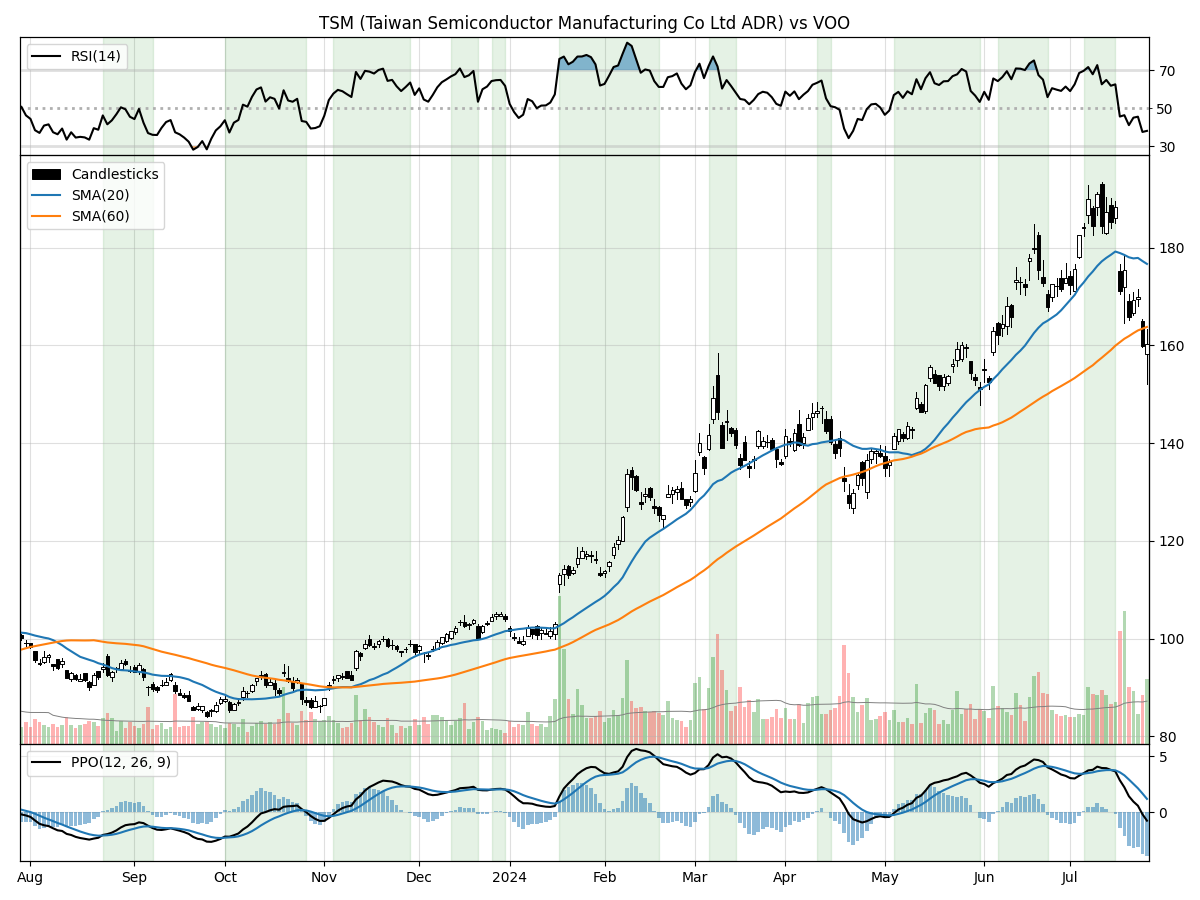 TSM (Taiwan Semiconductor Manufacturing Co Ltd ADR) vs VOO
RSI(14)
70
50
30
Candlesticks
SMA(20)
SMA(60)
180
160
140
120
100
80
PPO(12, 26, 9)
5
0
Aug Sep Oct Nov Dec 2024 Feb Mar Apr May Jun Jul